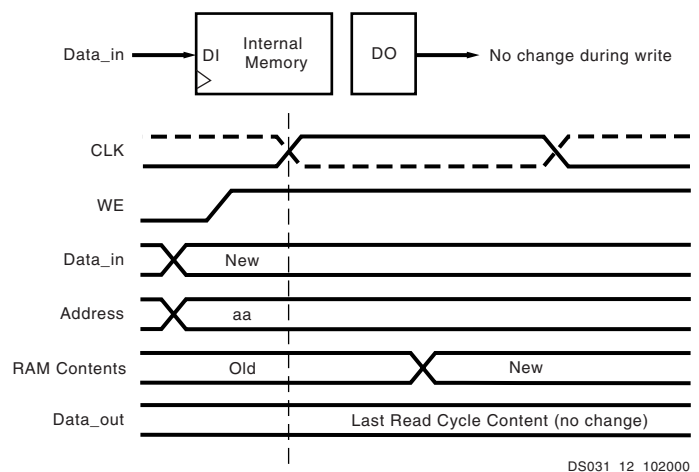 Data_in
DI
Internal
Memory
DO
No change during write
CLK
WE
Data_in
New
Address
aa
RAM Contents
Old
New
Data_out
Last Read Cycle Content (no change)
DS031_12_102000